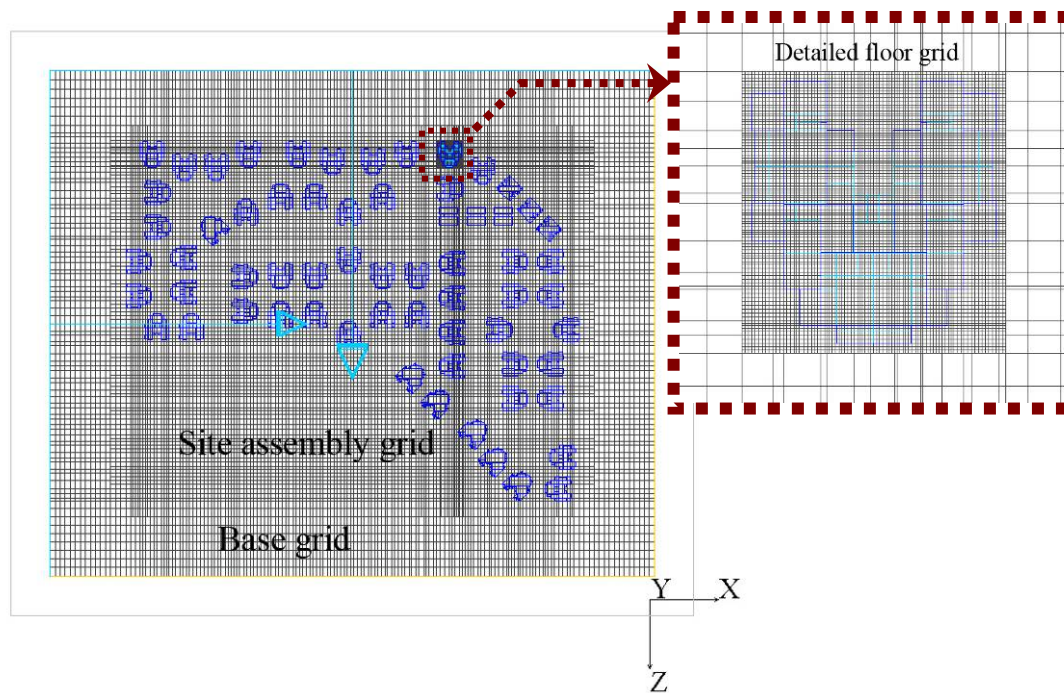 Detailed floor grid
Site assembly grid
Base grid
Y
X
Z